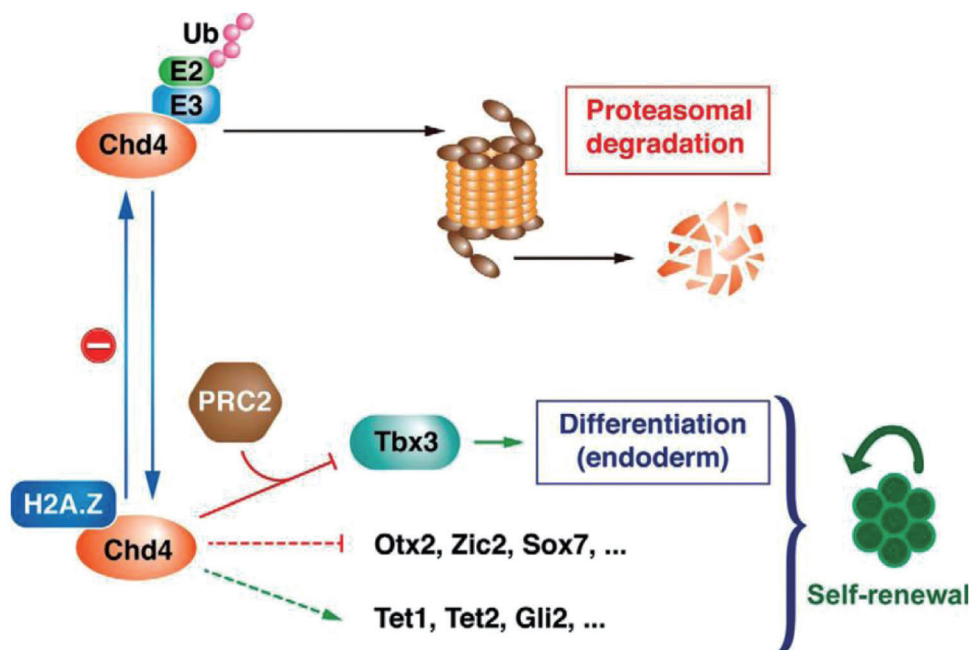 Ub
E2
E3
Chd4
Proteasomal
degradation
PRC2
Tbx3
Differentiation
(endoderm)
H2A.Z
Chd4
Otx2, Zic2, Sox7, ...
Tet1, Tet2, Gli2, ...
Self-renewal